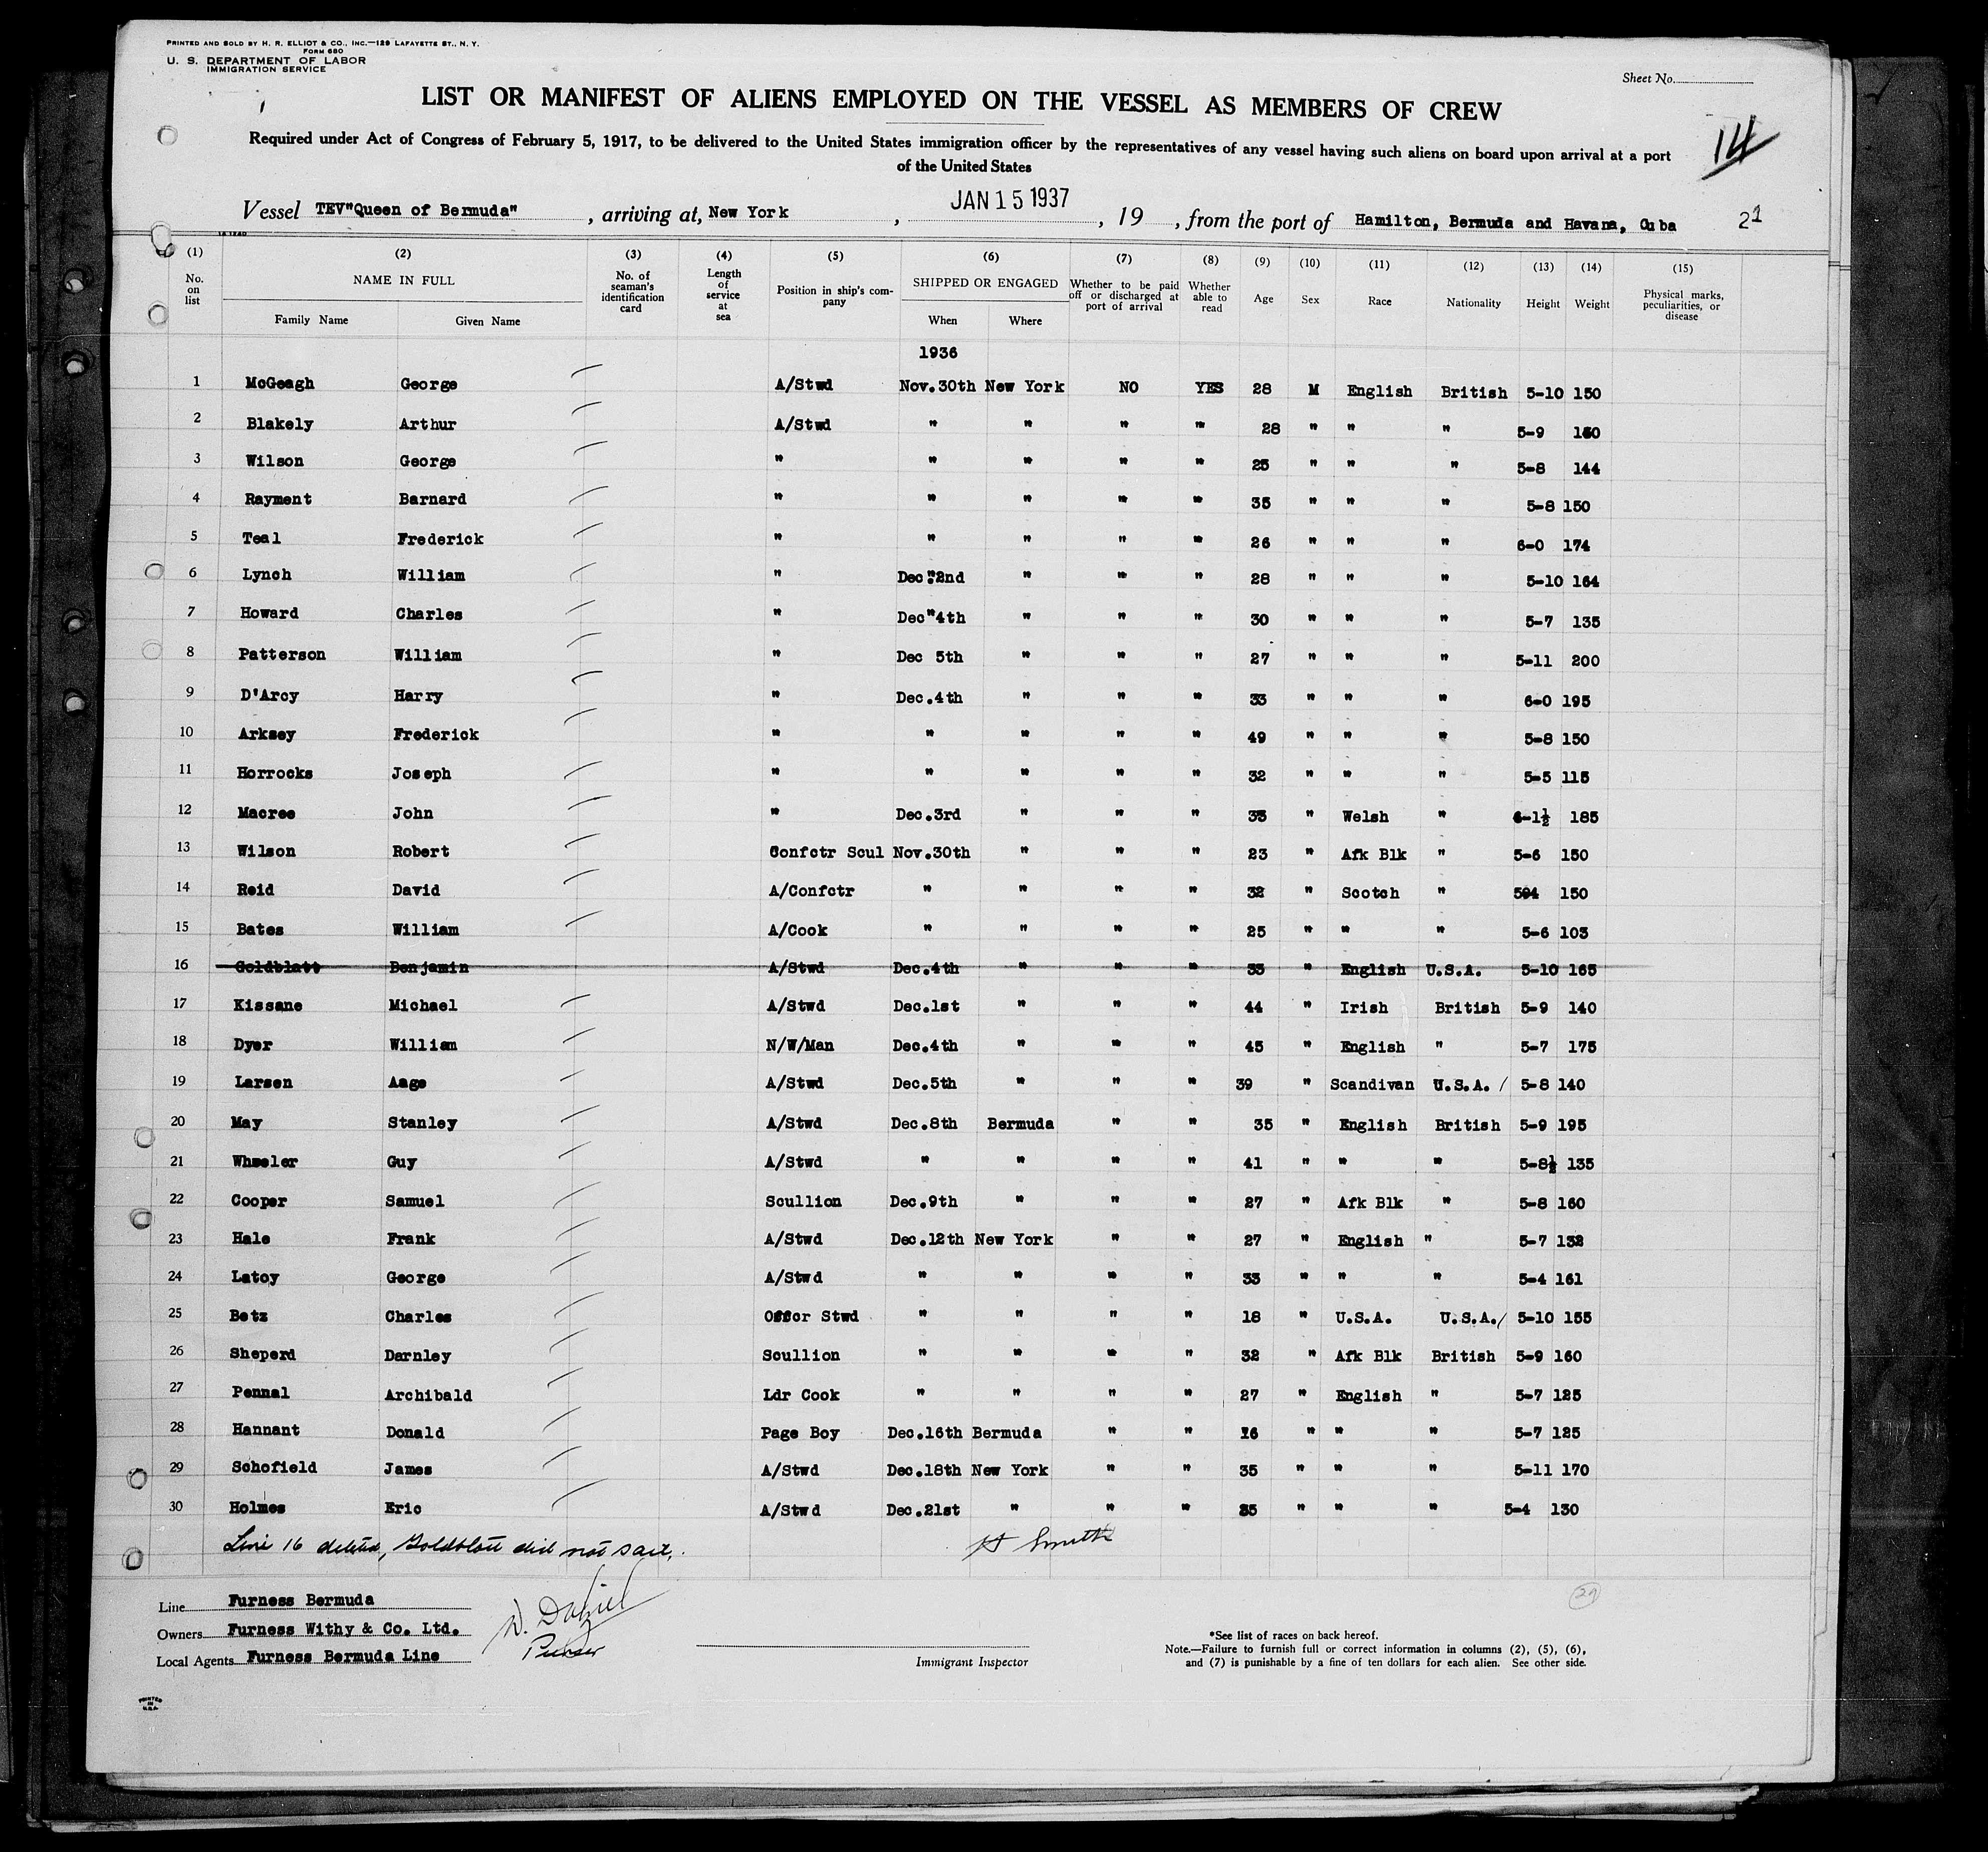 PRINTED AND SOLD BY H. R. ELLIOT & CO., INC.—129 LAFAYETTE ST., N. Y.
FORM 680
U. S. DEPARTMENT OF LABOR
IMMIGRATION SERVICE
Sheet No.
LIST OR MANIFEST OF ALIENS EMPLOYED ON THE VESSEL AS MEMBERS OF CREW
14
Required under Act of Congress of February 5, 1917, to be delivered to the United States immigration officer by the representatives of any vessel having such aliens on board upon arrival at a port
of the United States
Vessel TEV"Queen of Bermuda", arriving at, New York, JAN 15 1937, 19 , from the port of Hamilton, Bermuda and Havana, Cuba 21
(1) (2) (3) (4) (5) (6) (7) (8) (9) (10) (11) (12) (13) (14) (15)
No. on list NAME IN FULL Family Name Given Name No. of seaman's identification card Length of service at sea Position in ship's company SHIPPED OR ENGAGED When Where Whether to be paid off or discharged at port of arrival Whether able to read Age Sex Race Nationality Height Weight Physical marks, peculiarities, or disease
1936
1 McGeagh George A/Stwd Nov.30th New York NO YES 28 M English British 5-10 150
2 Blakely Arthur A/Stwd " " " " 28 " " " 5-9
3 Wilson George " " " " " 25 " " " 5-8 144
4 Rayment Barnard " " " " " 35 " " " 5-8 150
5 Teal Frederick " " " " " 26 " " " 6-0 174
6 Lynch William " Dec.2nd " " " 28 " " " 5-10 164
7 Howard Charles " Dec"4th " " " 30 " " " 5-7 135
8 Patterson William " Dec 5th " " " 27 " " " 5-11 200
9 D'Arcy Harry " Dec.4th " " " 33 " " " 6-0 195
10 Arksey Frederick " " " " " 49 " " " 5-8 150
11 Horrocks Joseph " " " " " 32 " " " 5-5 115
12 Macree John " Dec.3rd " " " " Welsh " 6-1½ 185
13 Wilson Robert Confctr Scul Nov.30th " " " 23 " Afk Blk " 5-6 150
14 Reid David A/Confctr " " " " 32 " Scotch " 504 150
15 Bates William A/Cook " " " " 25 " " " 5-6 103
16 Goldblatt Benjamin A/Stwd Dec.4th " " " 33 " English U.S.A. 5-10 165
17 Kissane Michael A/Stwd Dec.1st " " " 44 " Irish British 5-9 140
18 Dyer William N/W/Man Dec.4th " " " 45 " English " 5-7 175
19 Larsen Aage A/Stwd Dec.5th " " " 39 " Scandivan U.S.A. / 5-8 140
20 May Stanley A/Stwd Dec.8th Bermuda " " 35 " English British 5-9 195
21 Wheeler Guy A/Stwd " " " " 41 " " " 5-8½ 135
22 Cooper Samuel Scullion Dec.9th " " " 27 " Afk Blk " 5-8 160
23 Hale Frank A/Stwd Dec.12th New York " " 27 " English " 5-7 132
24 Latoy George A/Stwd " " " " 33 " " " 5-4 161
25 Betz Charles Offcr Stwd " " " " 18 " U.S.A. U.S.A./ 5-10 155
26 Sheperd Darnley Scullion " " " " 32 " Afk Blk British 5-9 160
27 Pennal Archibald Ldr Cook " " " " 27 " English " 5-7 125
28 Hannant Donald Page Boy Dec.16th Bermuda " " 16 " " " 5-7 125
29 Schofield James A/Stwd Dec.18th New York " " 35 " " " 5-11 170
30 Holmes Eric A/Stwd Dec.21st " " " " " " 5-4 130
Line 16 deleted, Goldblatt did not sail. H Smith
29
Line Furness Bermuda
Owners Furness Withy & Co. Ltd.
Local Agents Furness Bermuda Line
Purser
Immigrant Inspector
*See list of races on back hereof.
Note.—Failure to furnish full or correct information in columns (2), (5), (6),
and (7) is punishable by a fine of ten dollars for each alien. See other side.
PRINTED
IN
U.S.A.